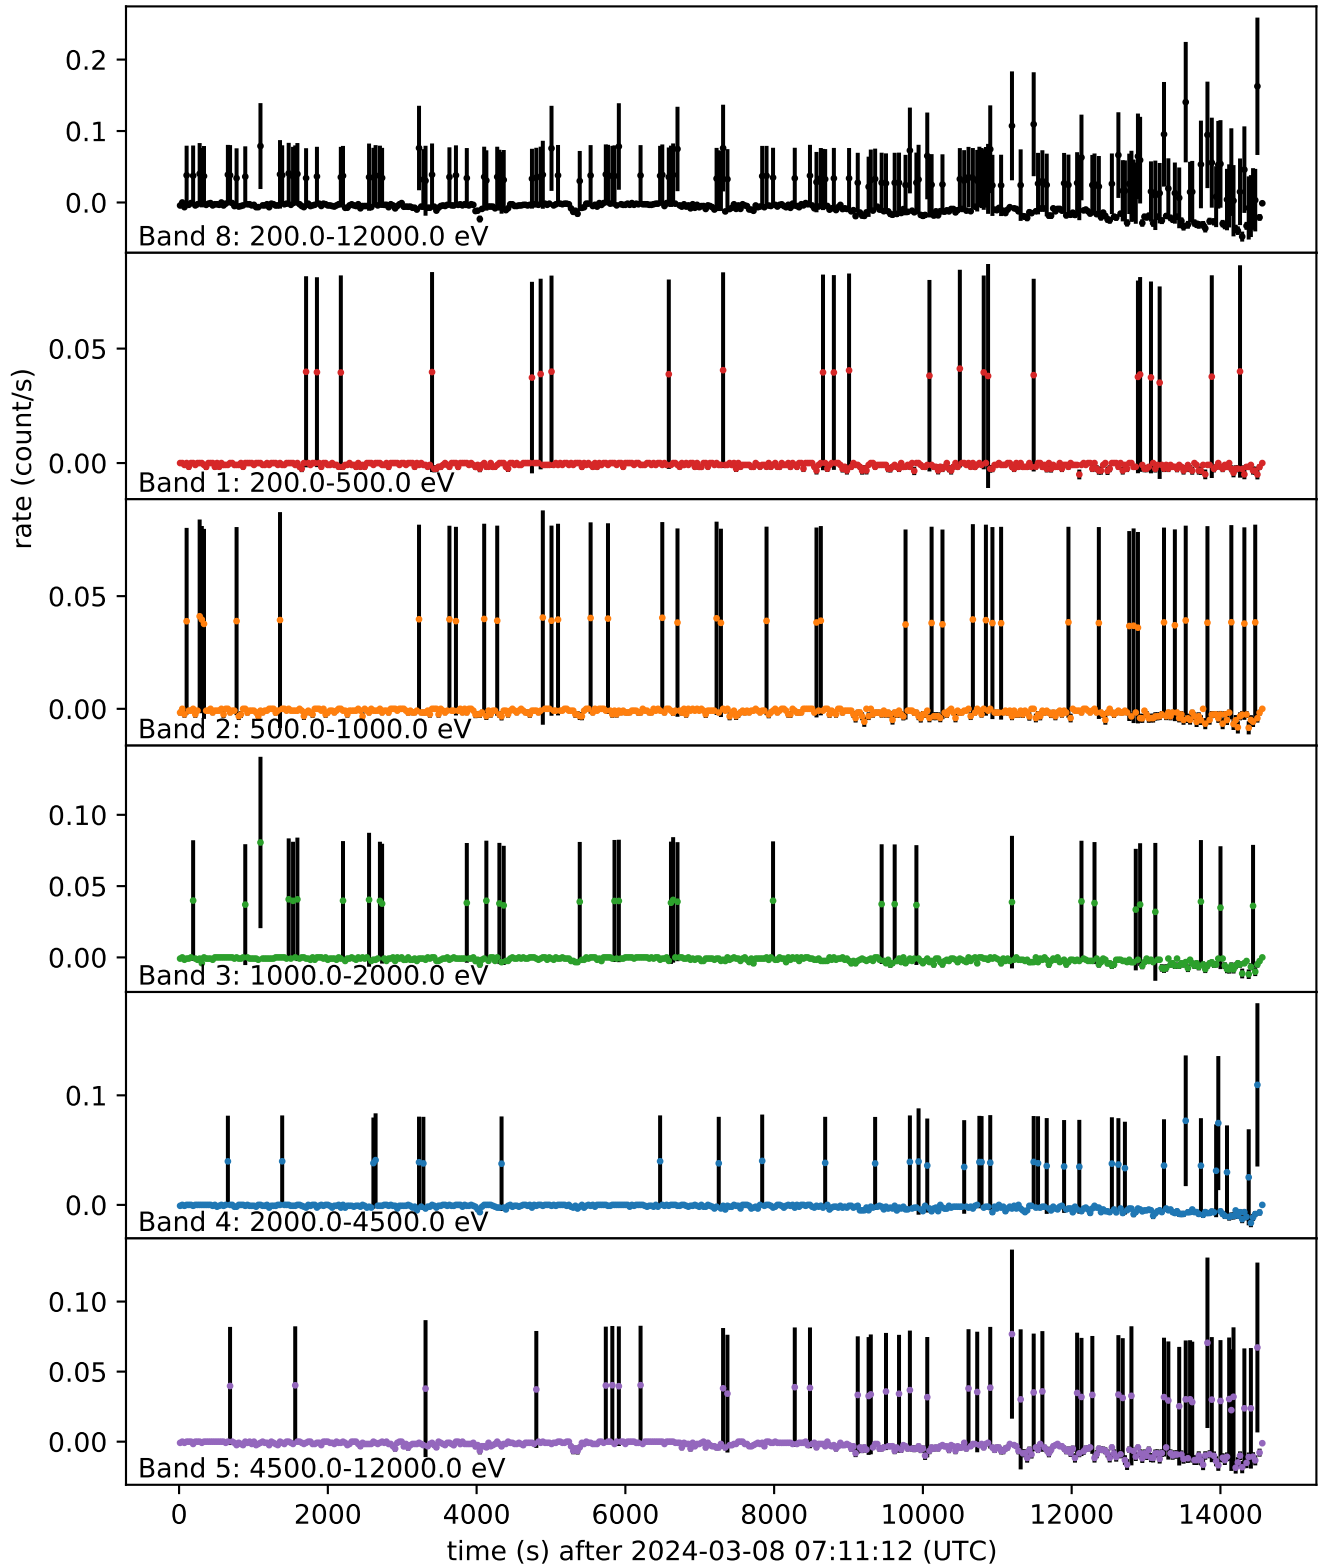 0.2
0.1
0.0
Band 8: 200.0-12000.0 eV
0.05
0.00
Band 1: 200.0-500.0 eV
rate (count/s)
0.05
0.00
Band 2: 500.0-1000.0 eV
0.10
0.05
0.00
Band 3: 1000.0-2000.0 eV
0.1
0.0
Band 4: 2000.0-4500.0 eV
0.10
0.05
0.00
Band 5: 4500.0-12000.0 eV
0 2000 4000 6000 8000 10000 12000 14000
time (s) after 2024-03-08 07:11:12 (UTC)